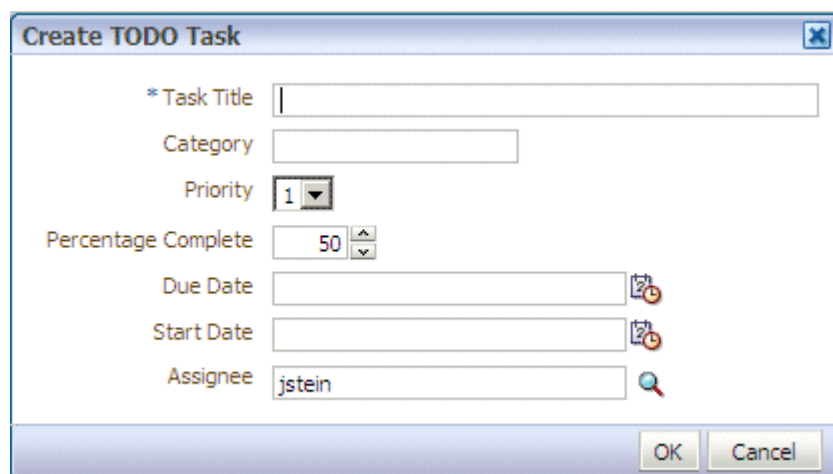 Create TODO Task
* Task Title
Category
Priority 1
Percentage Complete 50
Due Date
Start Date
Assignee jstein
OK Cancel